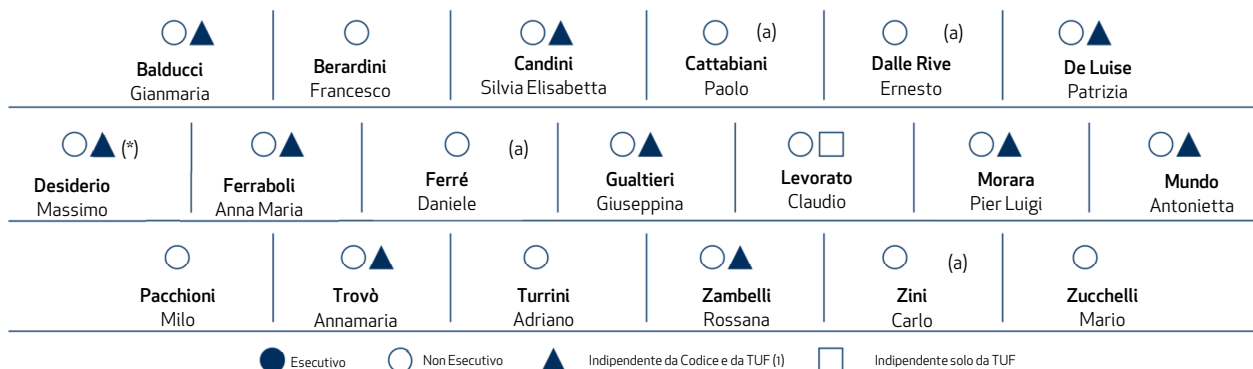 (a) (a)
Balducci Berardini Candini Cattabiani Dalle Rive De Luise
Gianmaria Francesco Silvia Elisabetta Paolo Ernesto Patrizia
(*) (a)
Desiderio Ferraboli Ferré Gualtieri Levorato Morara Mundo
Massimo Anna Maria Daniele Giuseppina Claudio Pier Luigi Antonietta
(a)
Pacchioni Trovò Turrini Zambelli Zini Zucchelli
Milo Annamaria Adriano Rossana Carlo Mario
Esecutivo Non Esecutivo Indipendente da Codice e da TUF (1) Indipendente solo da TUF